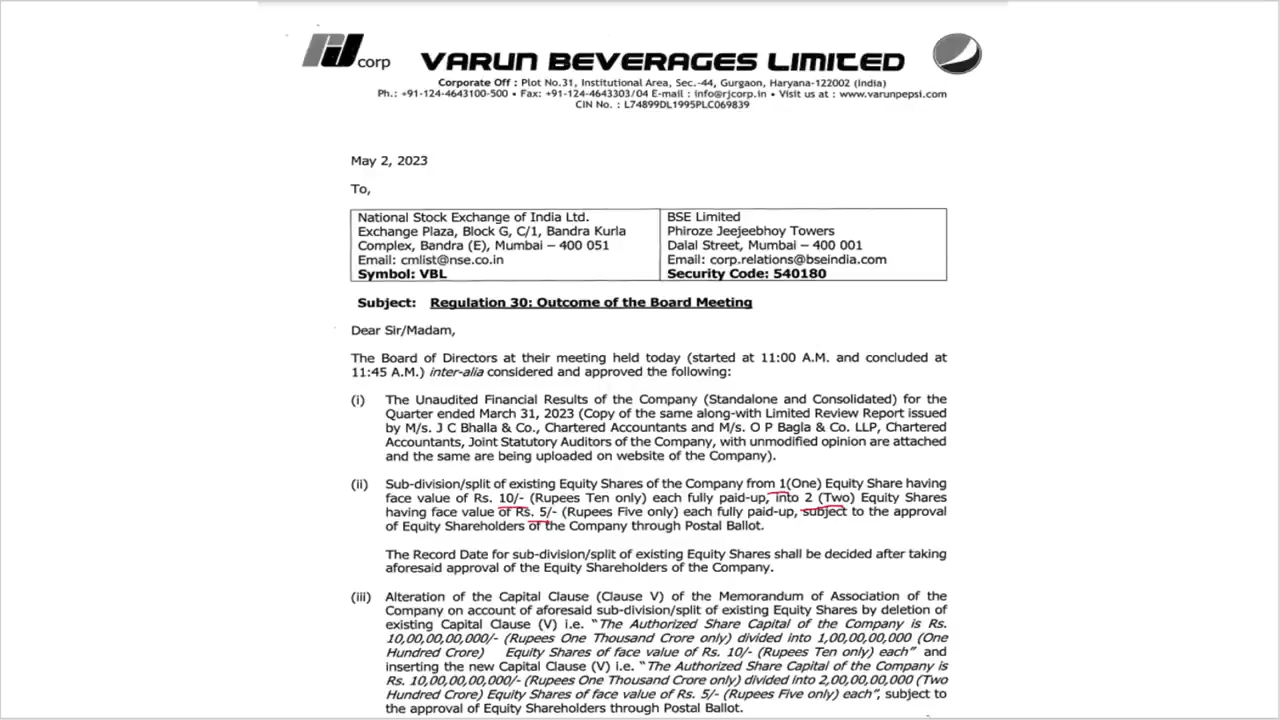 corp
VARUN BEVERAGES LIMITED
Corporate Off : Plot No.31, Institutional Area, Sec.-44, Gurgaon, Haryana-122002 (India)
Ph.: +91-124-4643100-500 • Fax: +91-124-4643303/04 E-mail : info@rjcorp.in • Visit us at : www.varunpepsi.com
CIN No. : L74899DL1995PLC069839
May 2, 2023
To,
National Stock Exchange of India Ltd.
Exchange Plaza, Block G, C/1, Bandra Kurla
Complex, Bandra (E), Mumbai – 400 051
Email: cmlist@nse.co.in
Symbol: VBL
BSE Limited
Phiroze Jeejeebhoy Towers
Dalal Street, Mumbai – 400 001
Email: corp.relations@bseindia.com
Security Code: 540180
Subject: Regulation 30: Outcome of the Board Meeting
Dear Sir/Madam,
The Board of Directors at their meeting held today (started at 11:00 A.M. and concluded at
11:45 A.M.) inter-alia considered and approved the following:
(i) The Unaudited Financial Results of the Company (Standalone and Consolidated) for the
Quarter ended March 31, 2023 (Copy of the same along-with Limited Review Report issued
by M/s. J C Bhalla & Co., Chartered Accountants and M/s. O P Bagla & Co. LLP, Chartered
Accountants, Joint Statutory Auditors of the Company, with unmodified opinion are attached
and the same are being uploaded on website of the Company).
(ii) Sub-division/split of existing Equity Shares of the Company from 1(One) Equity Share having
face value of Rs. 10/- (Rupees Ten only) each fully paid-up, into 2 (Two) Equity Shares
having face value of Rs. 5/- (Rupees Five only) each fully paid-up, subject to the approval
of Equity Shareholders of the Company through Postal Ballot.
The Record Date for sub-division/split of existing Equity Shares shall be decided after taking
aforesaid approval of the Equity Shareholders of the Company.
(iii) Alteration of the Capital Clause (Clause V) of the Memorandum of Association of the
Company on account of aforesaid sub-division/split of existing Equity Shares by deletion of
existing Capital Clause (V) i.e. “The Authorized Share Capital of the Company is Rs.
10,00,00,00,000/- (Rupees One Thousand Crore only) divided into 1,00,00,00,000 (One
Hundred Crore) Equity Shares of face value of Rs. 10/- (Rupees Ten only) each” and
inserting the new Capital Clause (V) i.e. “The Authorized Share Capital of the Company is
Rs. 10,00,00,00,000/- (Rupees One Thousand Crore only) divided into 2,00,00,00,000 (Two
Hundred Crore) Equity Shares of face value of Rs. 5/- (Rupees Five only) each”, subject to
the approval of Equity Shareholders through Postal Ballot.